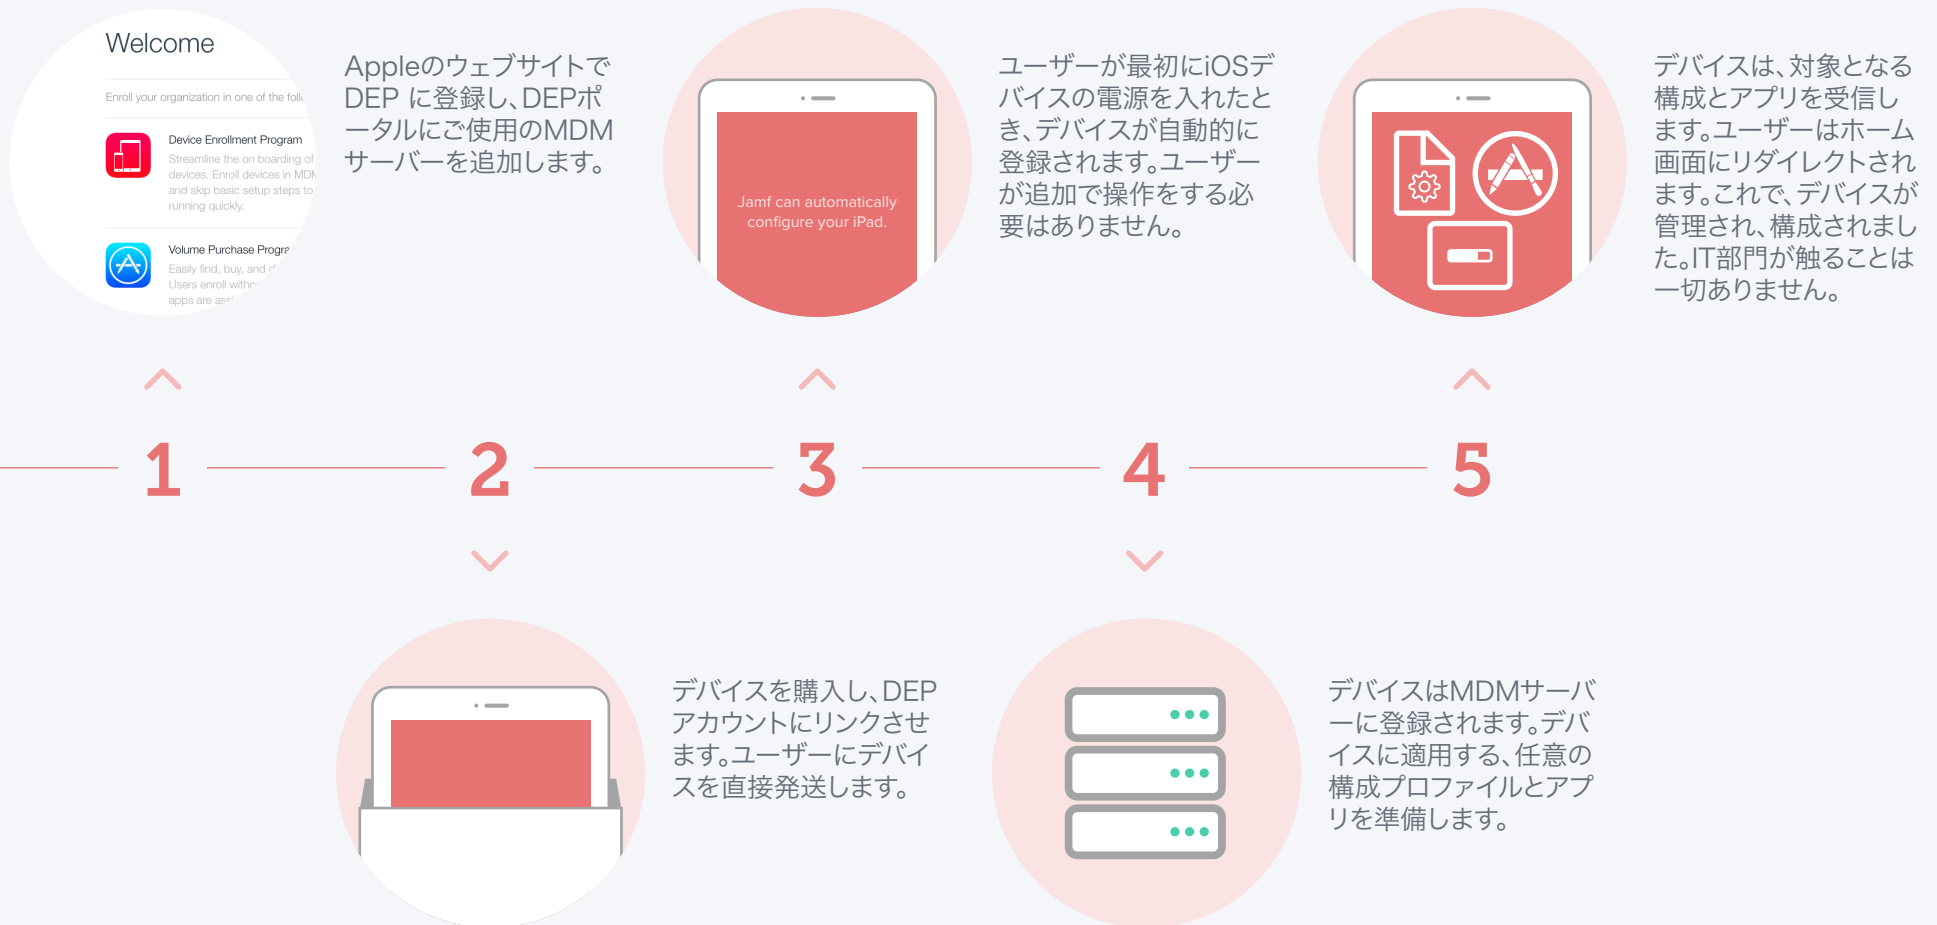 Welcome
Enroll your organization in one of the
Device Enrollment Program
Streamline the on boarding of
devices. Enroll devices in MDM
and skip basic setup steps to
running quickly.
Volume Purchase
Easily find, buy, and
Users enroll
apps are
Appleのウェブサイトで
DEP に登録し、DEPポ
ータルにご使用のMDM
サーバーを追加します。
Jamf can automatically
configure your iPad.
ユーザーが最初にiOSデ
バイスの電源を入れたと
き、デバイスが自動的に
登録されます。ユーザー
が追加で操作をする必
要はありません。
デバイスは、対象となる
構成とアプリを受信し
ます。ユーザーはホーム
画面にリダイレクトされ
ます。これで、デバイスが
管理され、構成されまし
た。IT部門が触ることは
一切ありません。
1
2
3
4
5
デバイスを購入し、DEP
アカウントにリンクさせ
ます。ユーザーにデバイ
スを直接発送します。
デバイスはMDMサーバ
ーに登録されます。デバ
イスに適用する、任意の
構成プロファイルとアプ
リを準備します。